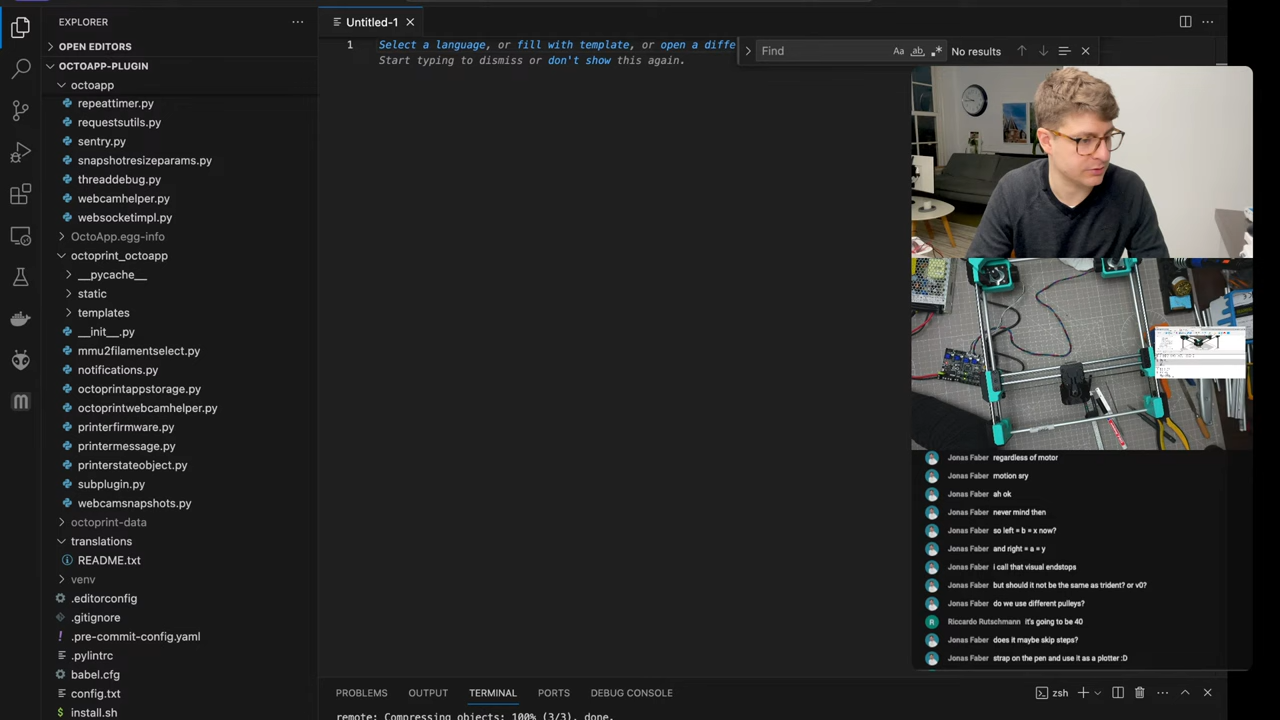 EXPLORER
OPEN EDITORS
OCTOAPP-PLUGIN
octoapp
repeattimer.py
requestsutils.py
sentry.py
snapshotresizeparams.py
threaddebug.py
webcamhelper.py
websocketimpl.py
OctoApp.egg-info
octoprint_octoapp
__pycache__
static
templates
__init__.py
mmu2filamentselect.py
notifications.py
octoprintappstorage.py
octoprintwebcamhelper.py
printerfirmware.py
printermessage.py
printerstateobject.py
subplugin.py
webcamsnapshots.py
octoprint-data
translations
README.txt
venv
.editorconfig
.gitignore
.pre-commit-config.yaml
.pylintrc
babel.cfg
config.txt
install.sh
Untitled-1
1 Select a language, or fill with template, or open a diffe
Start typing to dismiss or don't show this again.
Find
Aa ab No results
Jonas Faber regardless of motor
Jonas Faber motion sry
Jonas Faber ah ok
Jonas Faber never mind then
Jonas Faber so left = b = x now?
Jonas Faber and right = a = y
Jonas Faber i call that visual endstops
Jonas Faber but should it not be the same as trident? or v0?
Jonas Faber do we use different pulleys?
R Riccardo Rutschmann it's going to be 40
Jonas Faber does it maybe skip steps?
Jonas Faber strap on the pen and use it as a plotter :D
PROBLEMS OUTPUT TERMINAL PORTS DEBUG CONSOLE
zsh
remote: Compressing objects: 100% (3/3), done.